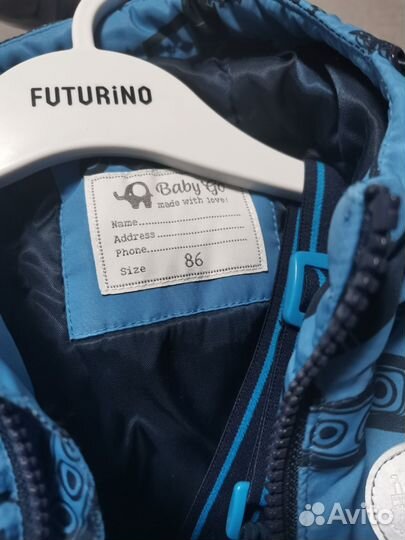 FUTURiNO
Baby Go
made with love!
Name
Address
Phone
Size 86
Avito